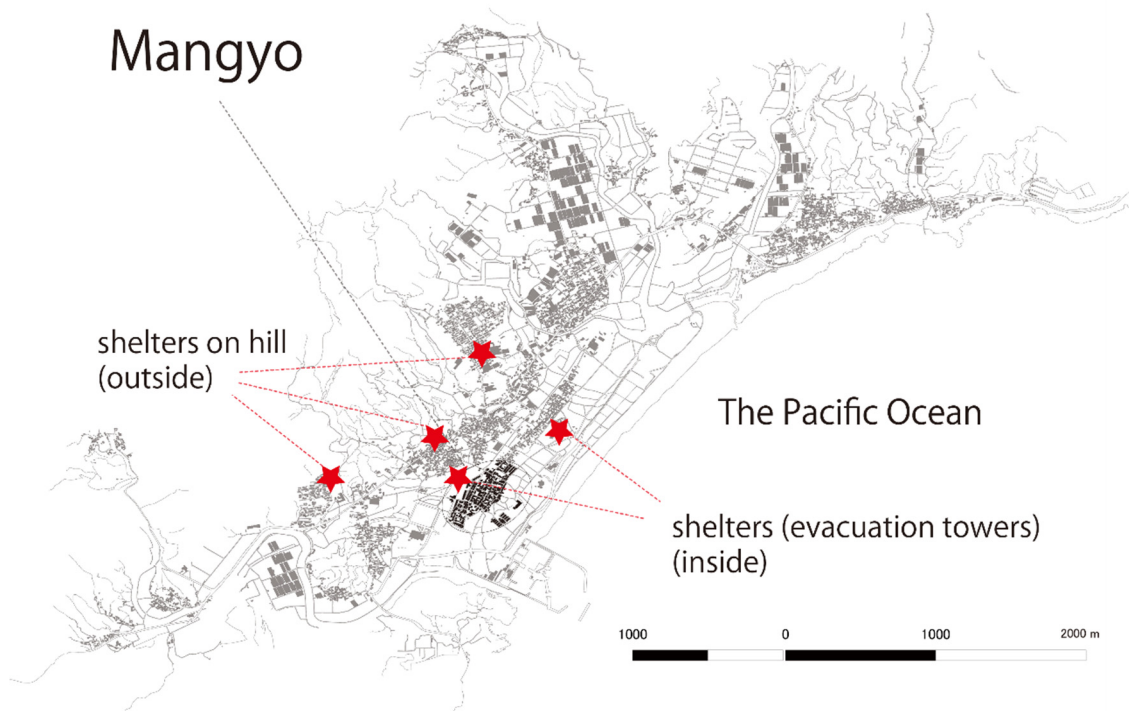 Mangyo
shelters on hill
(outside)
The Pacific Ocean
shelters (evacuation towers)
(inside)
1000 0 1000 2000 m